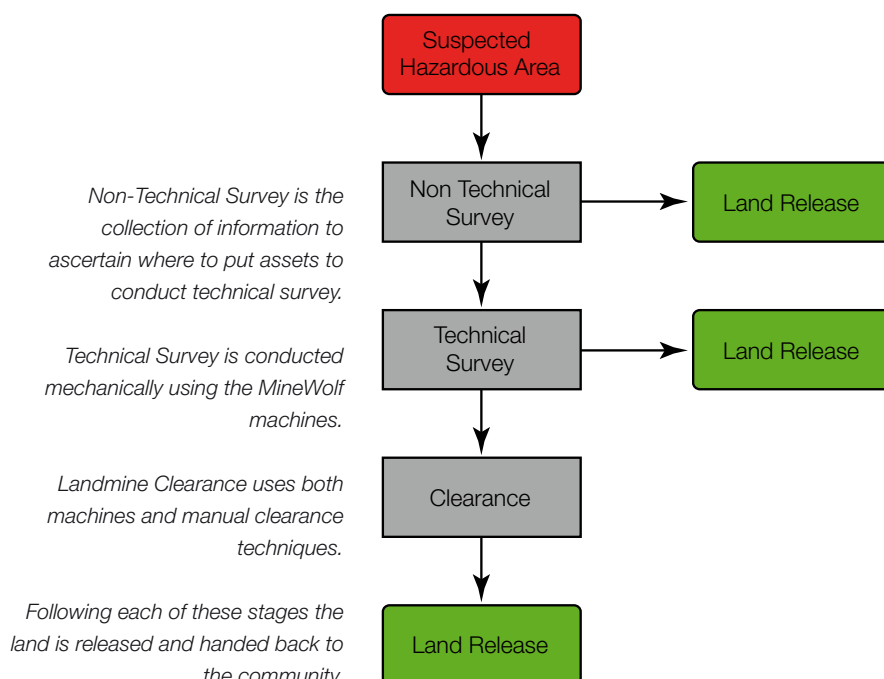 Suspected
Hazardous Area
Non-Technical Survey is the
collection of information to
ascertain where to put assets to
conduct technical survey.
Non Technical
Survey
Land Release
Technical Survey is conducted
mechanically using the MineWolf
machines.
Technical
Survey
Land Release
Landmine Clearance uses both
machines and manual clearance
techniques.
Clearance
Following each of these stages the
land is released and handed back to
the community.
Land Release